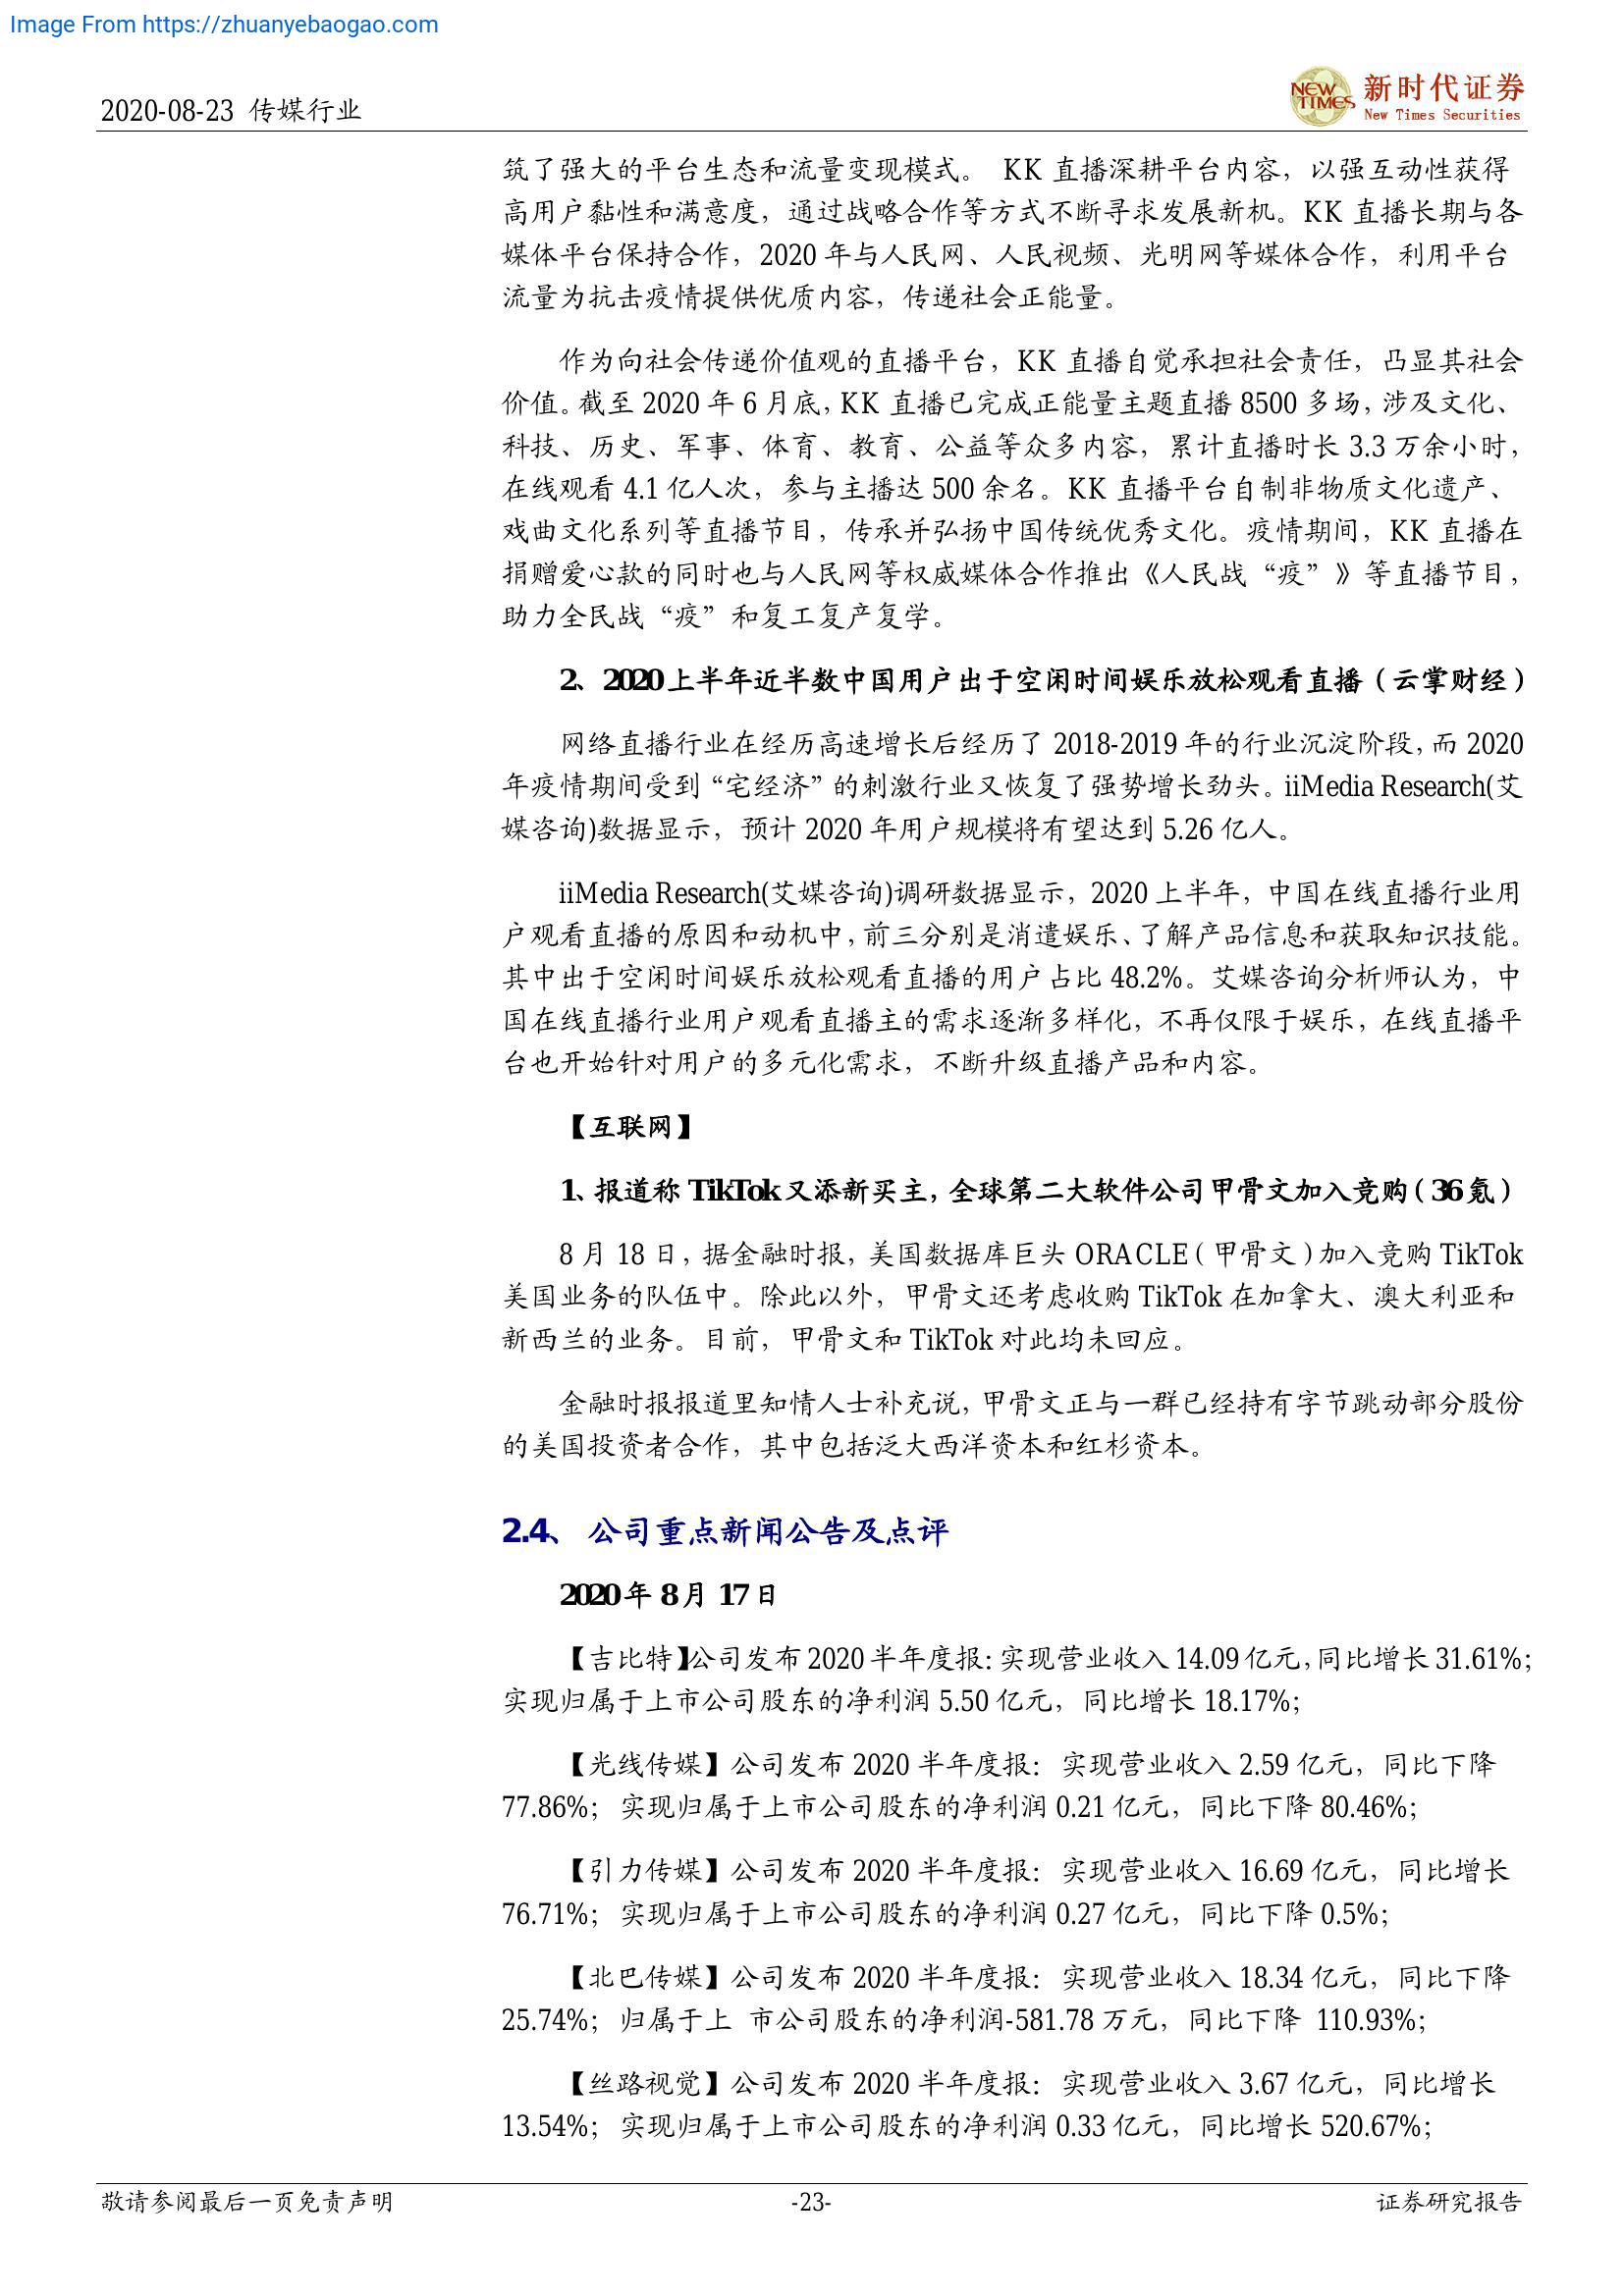 Image From https://zhuanyebaogao.com
2020-08-23 传媒行业
NEW TIMES
新时代证券
New Times Securities
筑了强大的平台生态和流量变现模式。 KK 直播深耕平台内容，以强互动性获得
高用户黏性和满意度，通过战略合作等方式不断寻求发展新机。KK 直播长期与各
媒体平台保持合作，2020 年与人民网、人民视频、光明网等媒体合作，利用平台
流量为抗击疫情提供优质内容，传递社会正能量。
作为向社会传递价值观的直播平台，KK 直播自觉承担社会责任，凸显其社会
价值。截至 2020 年 6 月底，KK 直播已完成正能量主题直播 8500 多场，涉及文化、
科技、历史、军事、体育、教育、公益等众多内容，累计直播时长 3.3 万余小时，
在线观看 4.1 亿人次，参与主播达 500 余名。KK 直播平台自制非物质文化遗产、
戏曲文化系列等直播节目，传承并弘扬中国传统优秀文化。疫情期间，KK 直播在
捐赠爱心款的同时也与人民网等权威媒体合作推出《人民战“疫”》等直播节目，
助力全民战“疫”和复工复产复学。
2、2020 上半年近半数中国用户出于空闲时间娱乐放松观看直播（云掌财经）
网络直播行业在经历高速增长后经历了 2018-2019 年的行业沉淀阶段，而 2020
年疫情期间受到“宅经济”的刺激行业又恢复了强势增长劲头。iiMedia Research(艾
媒咨询)数据显示，预计 2020 年用户规模将有望达到 5.26 亿人。
iiMedia Research(艾媒咨询)调研数据显示，2020 上半年，中国在线直播行业用
户观看直播的原因和动机中，前三分别是消遣娱乐、了解产品信息和获取知识技能。
其中出于空闲时间娱乐放松观看直播的用户占比 48.2%。艾媒咨询分析师认为，中
国在线直播行业用户观看直播主的需求逐渐多样化，不再仅限于娱乐，在线直播平
台也开始针对用户的多元化需求，不断升级直播产品和内容。
【互联网】
1、报道称 TikTok 又添新买主，全球第二大软件公司甲骨文加入竞购（36 氪）
8 月 18 日，据金融时报，美国数据库巨头 ORACLE（甲骨文）加入竞购 TikTok
美国业务的队伍中。除此以外，甲骨文还考虑收购 TikTok 在加拿大、澳大利亚和
新西兰的业务。目前，甲骨文和 TikTok 对此均未回应。
金融时报报道里知情人士补充说，甲骨文正与一群已经持有字节跳动部分股份
的美国投资者合作，其中包括泛大西洋资本和红杉资本。
2.4、 公司重点新闻公告及点评
2020 年 8 月 17 日
【吉比特】公司发布 2020 半年度报：实现营业收入 14.09 亿元，同比增长 31.61%；
实现归属于上市公司股东的净利润 5.50 亿元，同比增长 18.17%；
【光线传媒】公司发布 2020 半年度报：实现营业收入 2.59 亿元，同比下降
77.86%；实现归属于上市公司股东的净利润 0.21 亿元，同比下降 80.46%；
【引力传媒】公司发布 2020 半年度报：实现营业收入 16.69 亿元，同比增长
76.71%；实现归属于上市公司股东的净利润 0.27 亿元，同比下降 0.5%；
【北巴传媒】公司发布 2020 半年度报：实现营业收入 18.34 亿元，同比下降
25.74%；归属于上 市公司股东的净利润-581.78 万元，同比下降 110.93%；
【丝路视觉】公司发布 2020 半年度报：实现营业收入 3.67 亿元，同比增长
13.54%；实现归属于上市公司股东的净利润 0.33 亿元，同比增长 520.67%；
敬请参阅最后一页免责声明
-23-
证券研究报告